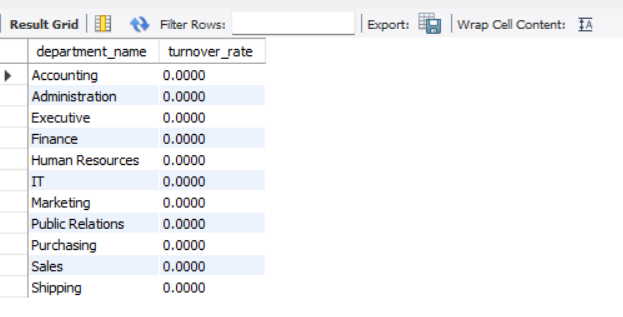 Result Grid Filter Rows: Export: Wrap Cell Content: IA
department_name turnover_rate
Accounting 0.0000
Administration 0.0000
Executive 0.0000
Finance 0.0000
Human Resources 0.0000
IT 0.0000
Marketing 0.0000
Public Relations 0.0000
Purchasing 0.0000
Sales 0.0000
Shipping 0.0000